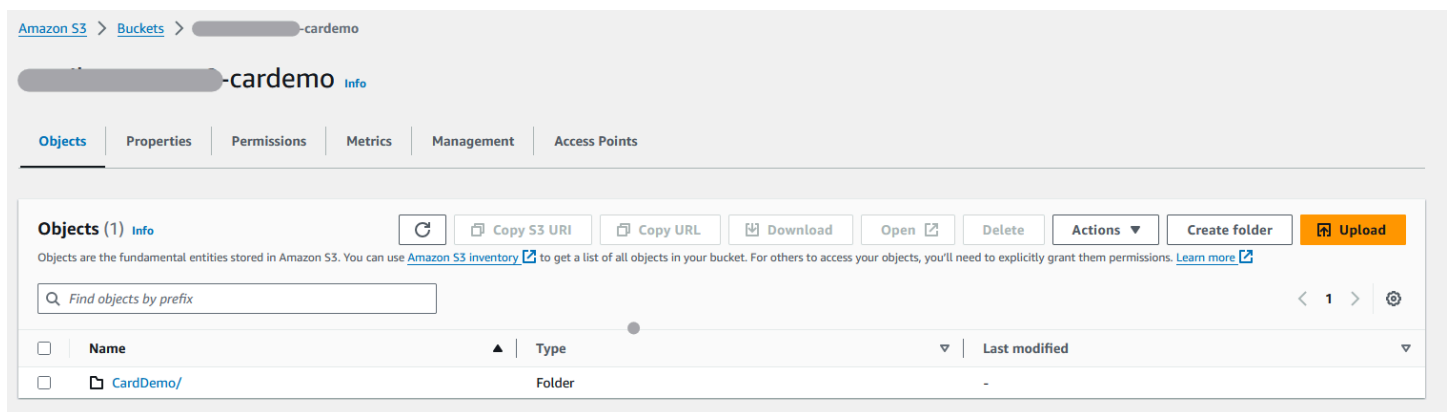 Amazon S3 > Buckets > -cardemo
-cardemo Info
Objects Properties Permissions Metrics Management Access Points
Objects (1) Info Copy S3 URI Copy URL Download Open Delete Actions Create folder Upload
Objects are the fundamental entities stored in Amazon S3. You can use Amazon S3 inventory to get a list of all objects in your bucket. For others to access your objects, you'll need to explicitly grant them permissions. Learn more
Find objects by prefix 1
Name Type Last modified
CardDemo/ Folder -